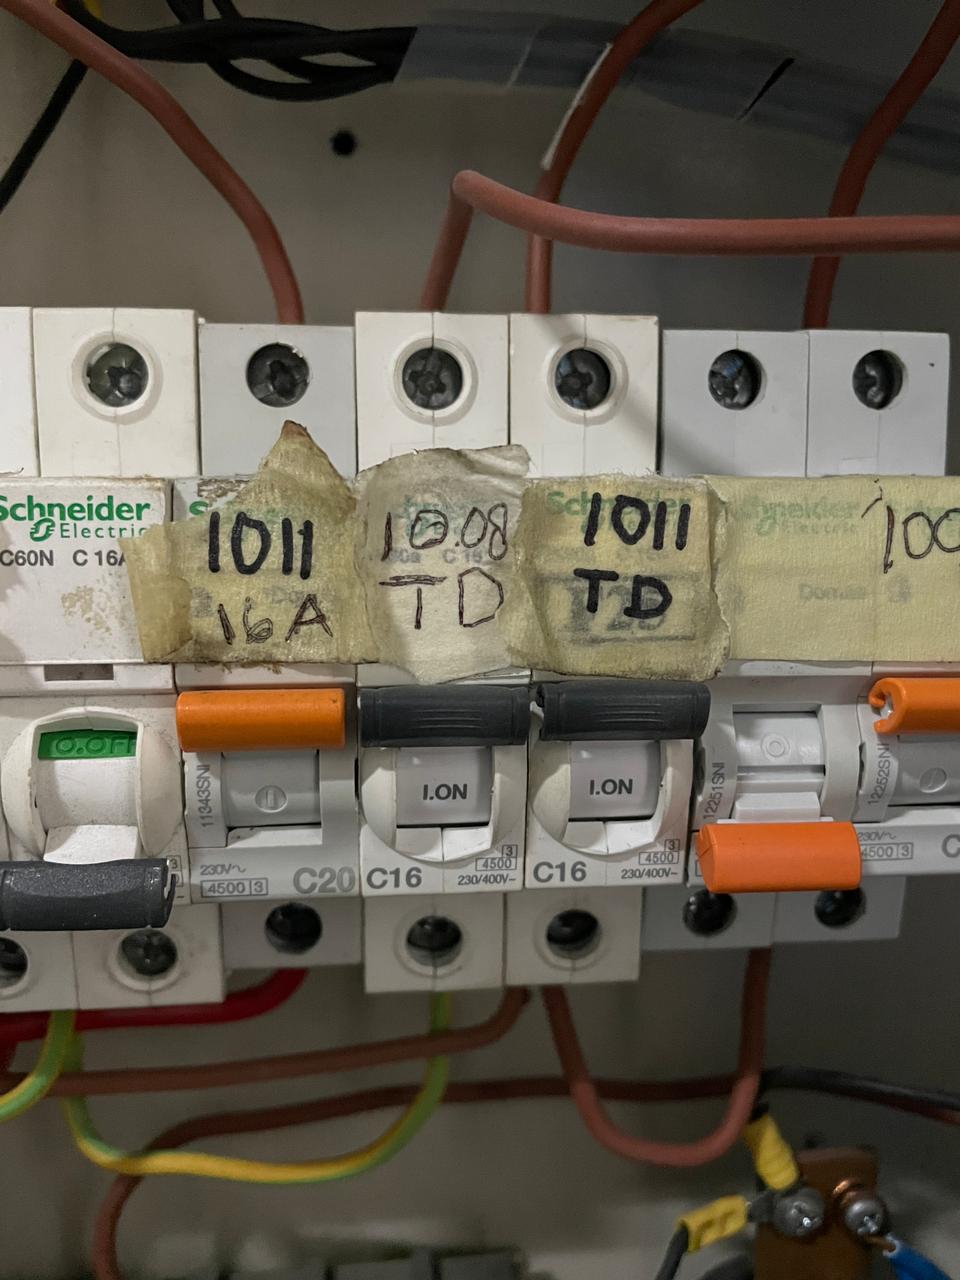 Schneider
Electric
C60N C 16A
1011
16 A
10.08
TD
1011
TD
100
O.OFF
I.ON
I.ON
11343SNI
12251SNI
12252SNI
230V~
4500 3
C20
C16
4500 3
230/400V~
C16
4500 3
230/400V~
230V~
4500 3
C